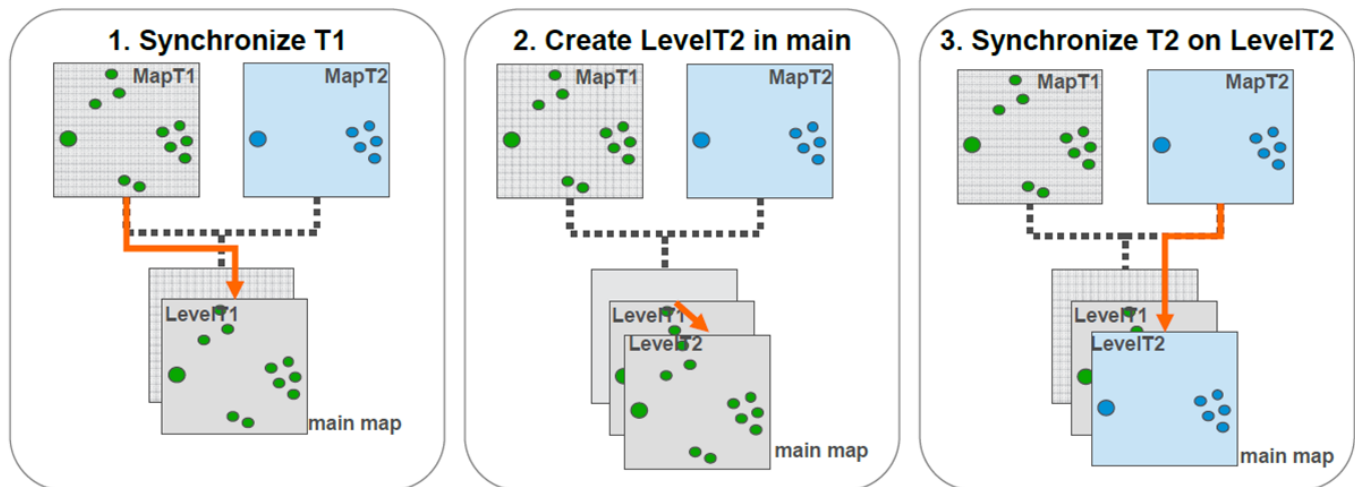 1. Synchronize T1
MapT1
MapT2
LevelT1
main map
2. Create LevelT2 in main
MapT1
MapT2
LevelT1
LevelT2
main map
3. Synchronize T2 on LevelT2
MapT1
MapT2
LevelT1
LevelT2
main map